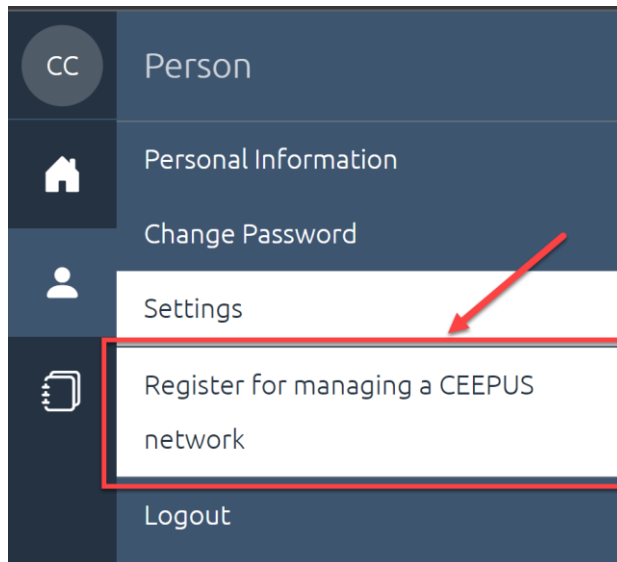 CC
Person
Personal Information
Change Password
Settings
Register for managing a CEEPUS
network
Logout